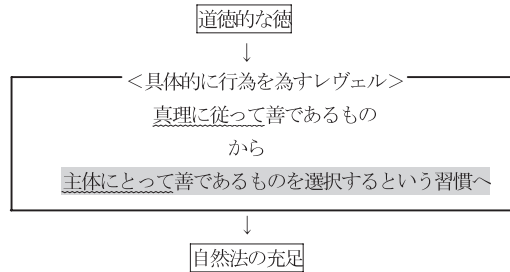 道徳的な徳
↓
＜具体的に行為を為すレヴェル＞
真理に従って善であるもの
から
主体にとって善であるものを選択するという習慣へ
↓
自然法の充足